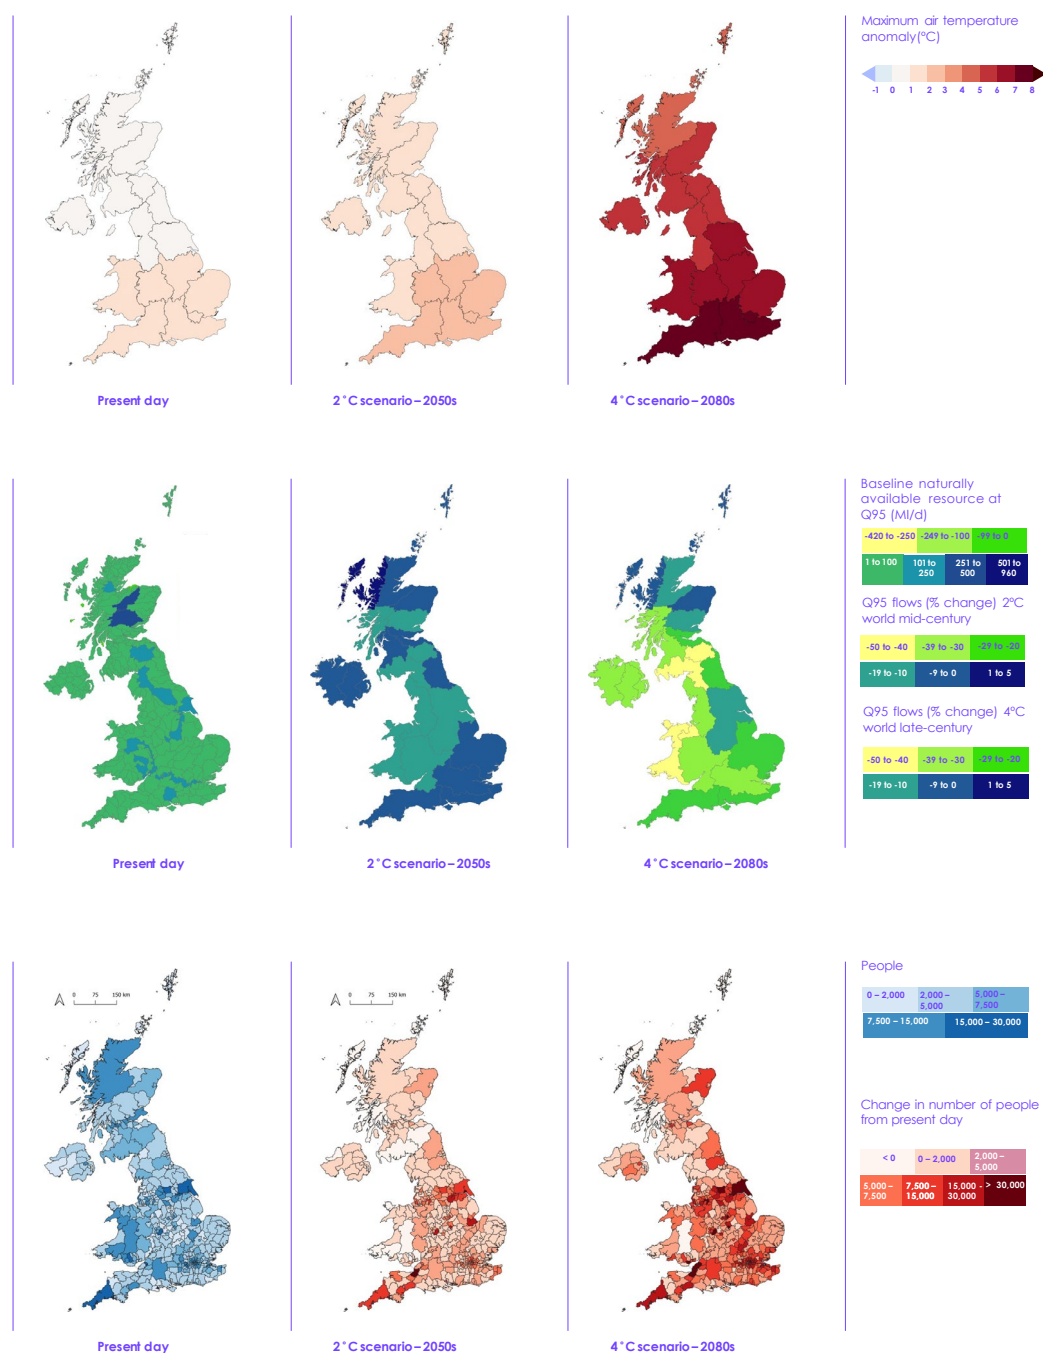 Maximum air temperature
anomaly(°C)
-1 0 1 2 3 4 5 6 7 8
Present day
2°C scenario – 2050s
4°C scenario – 2080s
Baseline naturally
available resource at
Q95 (Ml/d)
-420 to -250 -249 to -100 -99 to 0
1 to 100 101 to 250 251 to 500 501 to 960
Q95 flows (% change) 2°C
world mid-century
-50 to -40 -39 to -30 -29 to -20
-19 to -10 -9 to 0 1 to 5
Q95 flows (% change) 4°C
world late-century
-50 to -40 -39 to -30 -29 to -20
-19 to -10 -9 to 0 1 to 5
Present day
2°C scenario – 2050s
4°C scenario – 2080s
0 75 150 km
0 75 150 km
People
0 – 2,000 2,000 – 5,000 5,000 – 7,500
7,500 – 15,000 15,000 – 30,000
Change in number of people
from present day
< 0 0 – 2,000 2,000 – 5,000
5,000 – 7,500 7,500 – 15,000 15,000 - 30,000 > 30,000
Present day
2°C scenario – 2050s
4°C scenario – 2080s